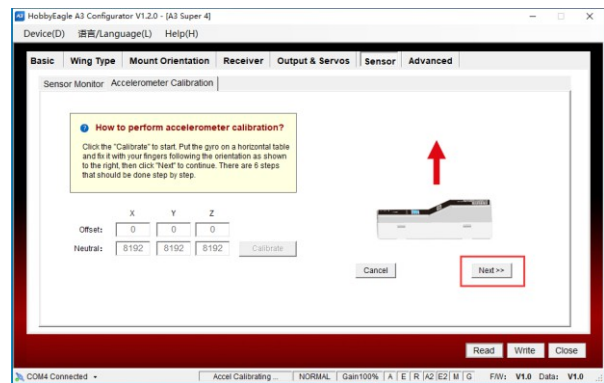 HobbyEagle A3 Configurator V1.2.0 - [A3 Super 4]
Device(D) 语言/Language(L) Help(H)
Basic Wing Type Mount Orientation Receiver Output & Servos Sensor Advanced
Sensor Monitor Accelerometer Calibration
How to perform accelerometer calibration?
Click the "Calibrate" to start. Put the gyro on a horizontal table
and fix it with your fingers following the orientation as shown
to the right, then click "Next" to continue. There are 6 steps
that should be done step by step.
X Y Z
Offset: 0 0 0
Neutral: 8192 8192 8192 Calibrate
Cancel Next >>
Read Write Close
COM4 Connected Accel Calibrating ... NORMAL Gain100% A E R A2 E2 M G F/W: V1.0 Data: V1.0